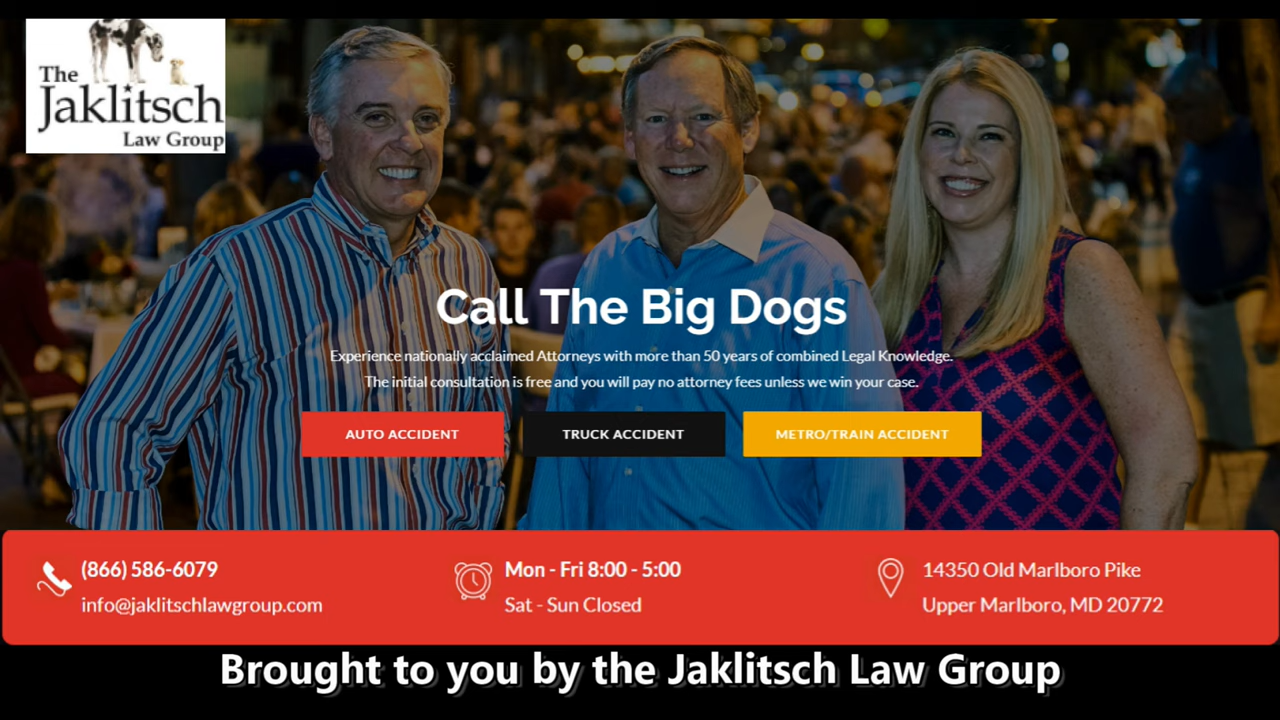 The
Jaklitsch
Law Group
Call The Big Dogs
Experience nationally acclaimed Attorneys with more than 50 years of combined Legal Knowledge.
The initial consultation is free and you will pay no attorney fees unless we win your case.
AUTO ACCIDENT
TRUCK ACCIDENT
METRO/TRAIN ACCIDENT
(866) 586-6079
info@jaklitschlawgroup.com
Mon - Fri 8:00 - 5:00
Sat - Sun Closed
14350 Old Marlboro Pike
Upper Marlboro, MD 20772
Brought to you by the Jaklitsch Law Group